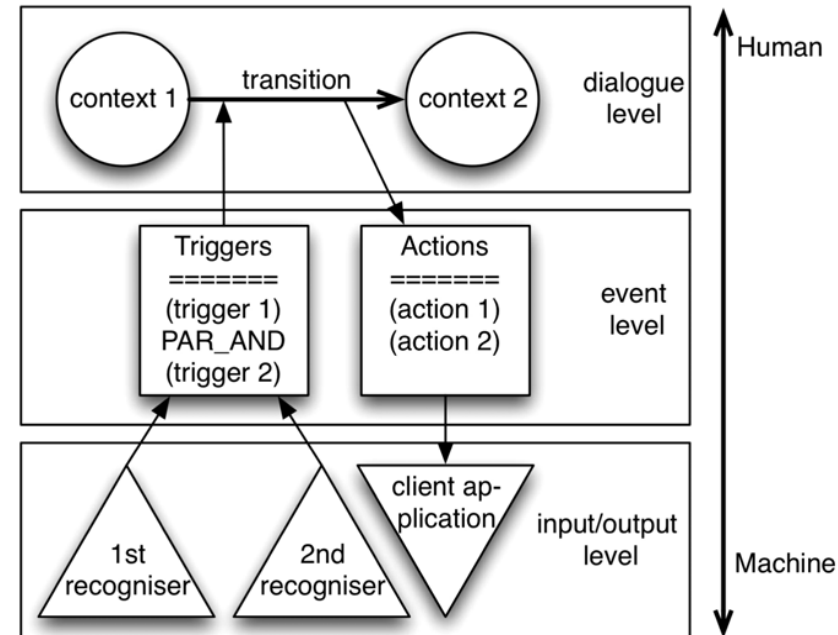 context 1
transition
context 2
dialogue
level
Human
Triggers
=======
(trigger 1)
PAR_AND
(trigger 2)
Actions
=======
(action 1)
(action 2)
event
level
1st
recogniser
2nd
recogniser
client ap-
plication
input/output
level
Machine